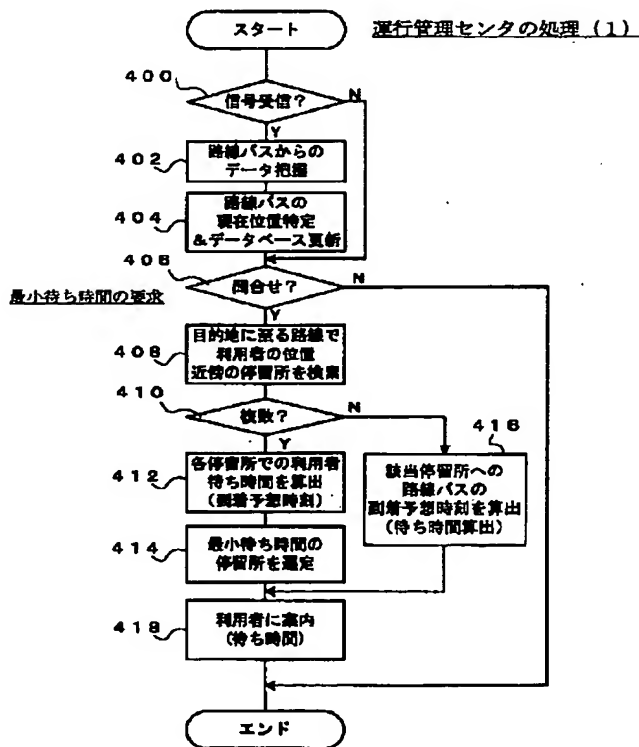 スタート
運行管理センタの処理（1）
400
信号受信？
N
Y
402
路線バスからの
データ把握
404
路線バスの
現在位置特定
＆データベース更新
406
問合せ？
N
最小待ち時間の要求
Y
408
目的地に至る路線で
利用者の位置
近傍の停留所を検索
410
複数？
N
Y
416
412
各停留所での利用者
待ち時間を算出
（到着予想時刻）
該当停留所への
路線バスの
到着予想時刻を算出
（待ち時間算出）
414
最小待ち時間の
停留所を選定
418
利用者に案内
（待ち時間）
エンド